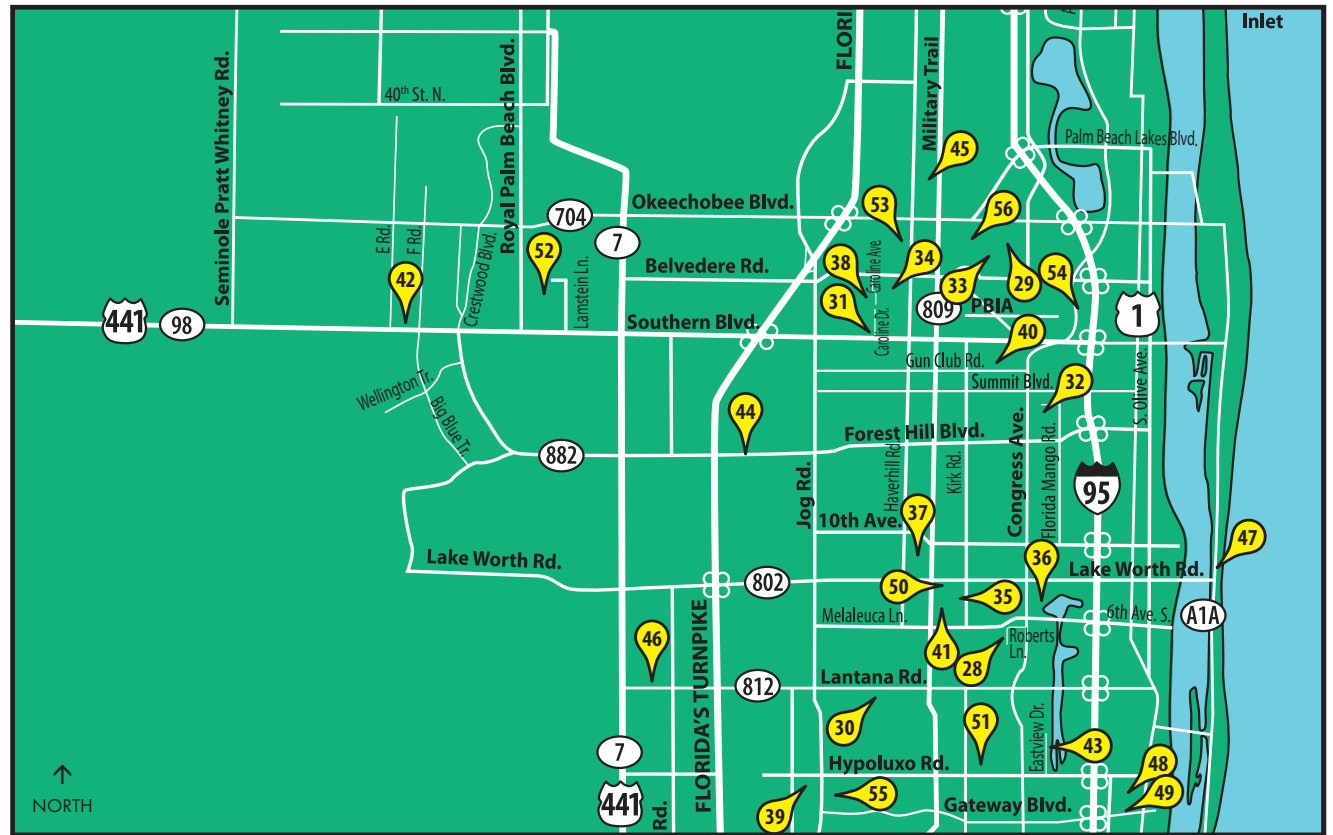 Inlet
Seminole Pratt Whitney Rd.
Royal Palm Beach Blvd.
FLORI
Military Trail
40th St. N.
Palm Beach Lakes Blvd.
45
Okeechobee Blvd.
704
7
53
56
E Rd.
F Rd.
Crestwood Blvd.
52
42
Lamstein Ln.
Belvedere Rd.
38
Caroline Ave.
34
33
29
54
31
Caroline Dr.
809
PBIA
441
98
Southern Blvd.
1
40
Gun Club Rd.
Summit Blvd.
32
S. Olive Ave.
Wellington Tr.
Big Blue Tr.
44
Forest Hill Blvd.
882
Jog Rd.
Haverhill Rd.
Kirk Rd.
Congress Ave.
Florida Mango Rd.
95
37
10th Ave.
47
Lake Worth Rd.
802
50
35
36
Lake Worth Rd.
Melaleuca Ln.
6th Ave. S.
A1A
46
41
28
Roberts
Ln.
FLORIDA'S TURNPIKE
812
Lantana Rd.
30
51
Eastview Dr.
43
7
Hypoluxo Rd.
48
NORTH
441
Rd.
39
55
Gateway Blvd.
49